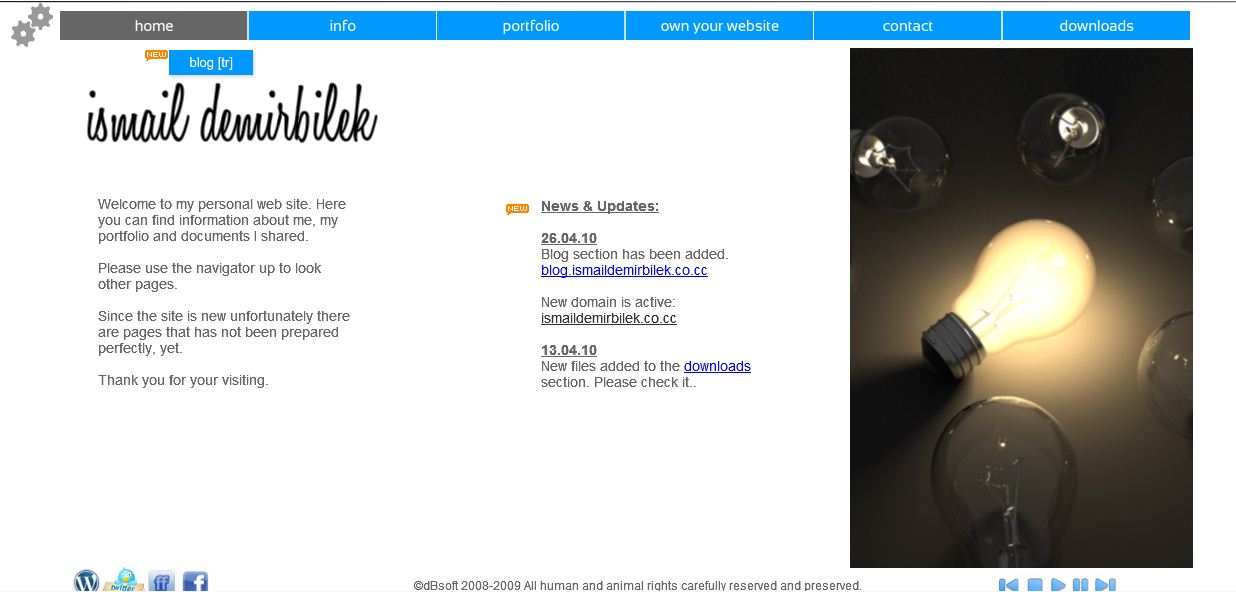 home
info
portfolio
own your website
contact
downloads
NEW
blog [tr]
ismail demirbilek
Welcome to my personal web site. Here
you can find information about me, my
portfolio and documents I shared.
Please use the navigator up to look
other pages.
Since the site is new unfortunately there
are pages that has not been prepared
perfectly, yet.
Thank you for your visiting.
NEW
News & Updates:
26.04.10
Blog section has been added.
blog.ismaildemirbilek.co.cc
New domain is active:
ismaildemirbilek.co.cc
13.04.10
New files added to the downloads
section. Please check it..
W
twitter
ff
f
©dBsoft 2008-2009 All human and animal rights carefully reserved and preserved.